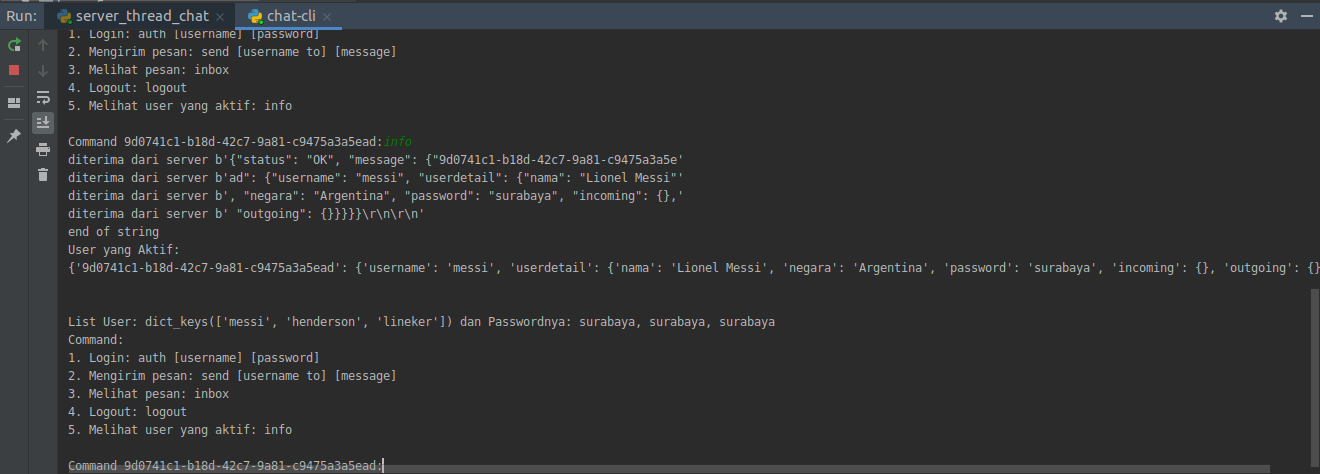 Run: server_thread_chat × chat-cli ×
1. Login: auth [username] [password]
2. Mengirim pesan: send [username to] [message]
3. Melihat pesan: inbox
4. Logout: logout
5. Melihat user yang aktif: info
Command 9d0741c1-b18d-42c7-9a81-c9475a3a5ead:info
diterima dari server b'{"status": "OK", "message": {"9d0741c1-b18d-42c7-9a81-c9475a3a5e'
diterima dari server b'ad": {"username": "messi", "userdetail": {"nama": "Lionel Messi"'
diterima dari server b', "negara": "Argentina", "password": "surabaya", "incoming": {},'
diterima dari server b' "outgoing": {}}}}}\r\n\r\n'
end of string
User yang Aktif:
{'9d0741c1-b18d-42c7-9a81-c9475a3a5ead': {'username': 'messi', 'userdetail': {'nama': 'Lionel Messi', 'negara': 'Argentina', 'password': 'surabaya', 'incoming': {}, 'outgoing': {}
List User: dict_keys(['messi', 'henderson', 'lineker']) dan Passwordnya: surabaya, surabaya, surabaya
Command:
1. Login: auth [username] [password]
2. Mengirim pesan: send [username to] [message]
3. Melihat pesan: inbox
4. Logout: logout
5. Melihat user yang aktif: info
Command 9d0741c1-b18d-42c7-9a81-c9475a3a5ead: